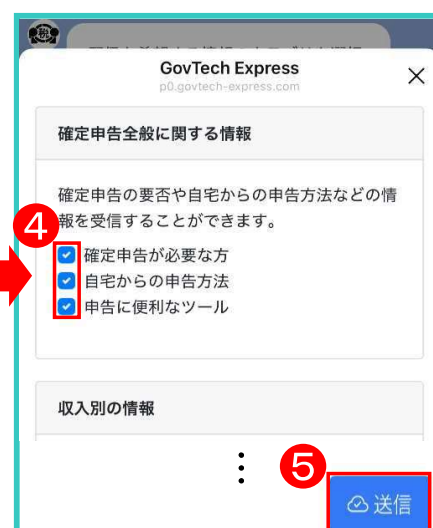 GovTech Express
p0.govtech-express.com
確定申告全般に関する情報
確定申告の要否や自宅からの申告方法などの情
報を受信することができます。
4
確定申告が必要な方
自宅からの申告方法
申告に便利なツール
収入別の情報
5
送信